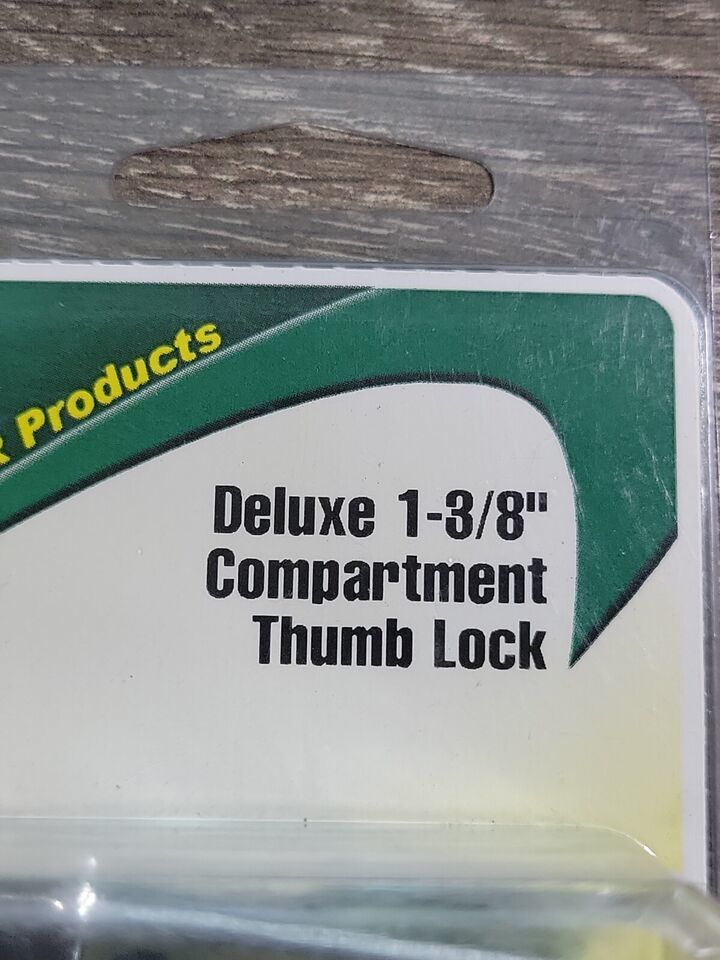 Products
Deluxe 1-3/8"
Compartment
Thumb Lock